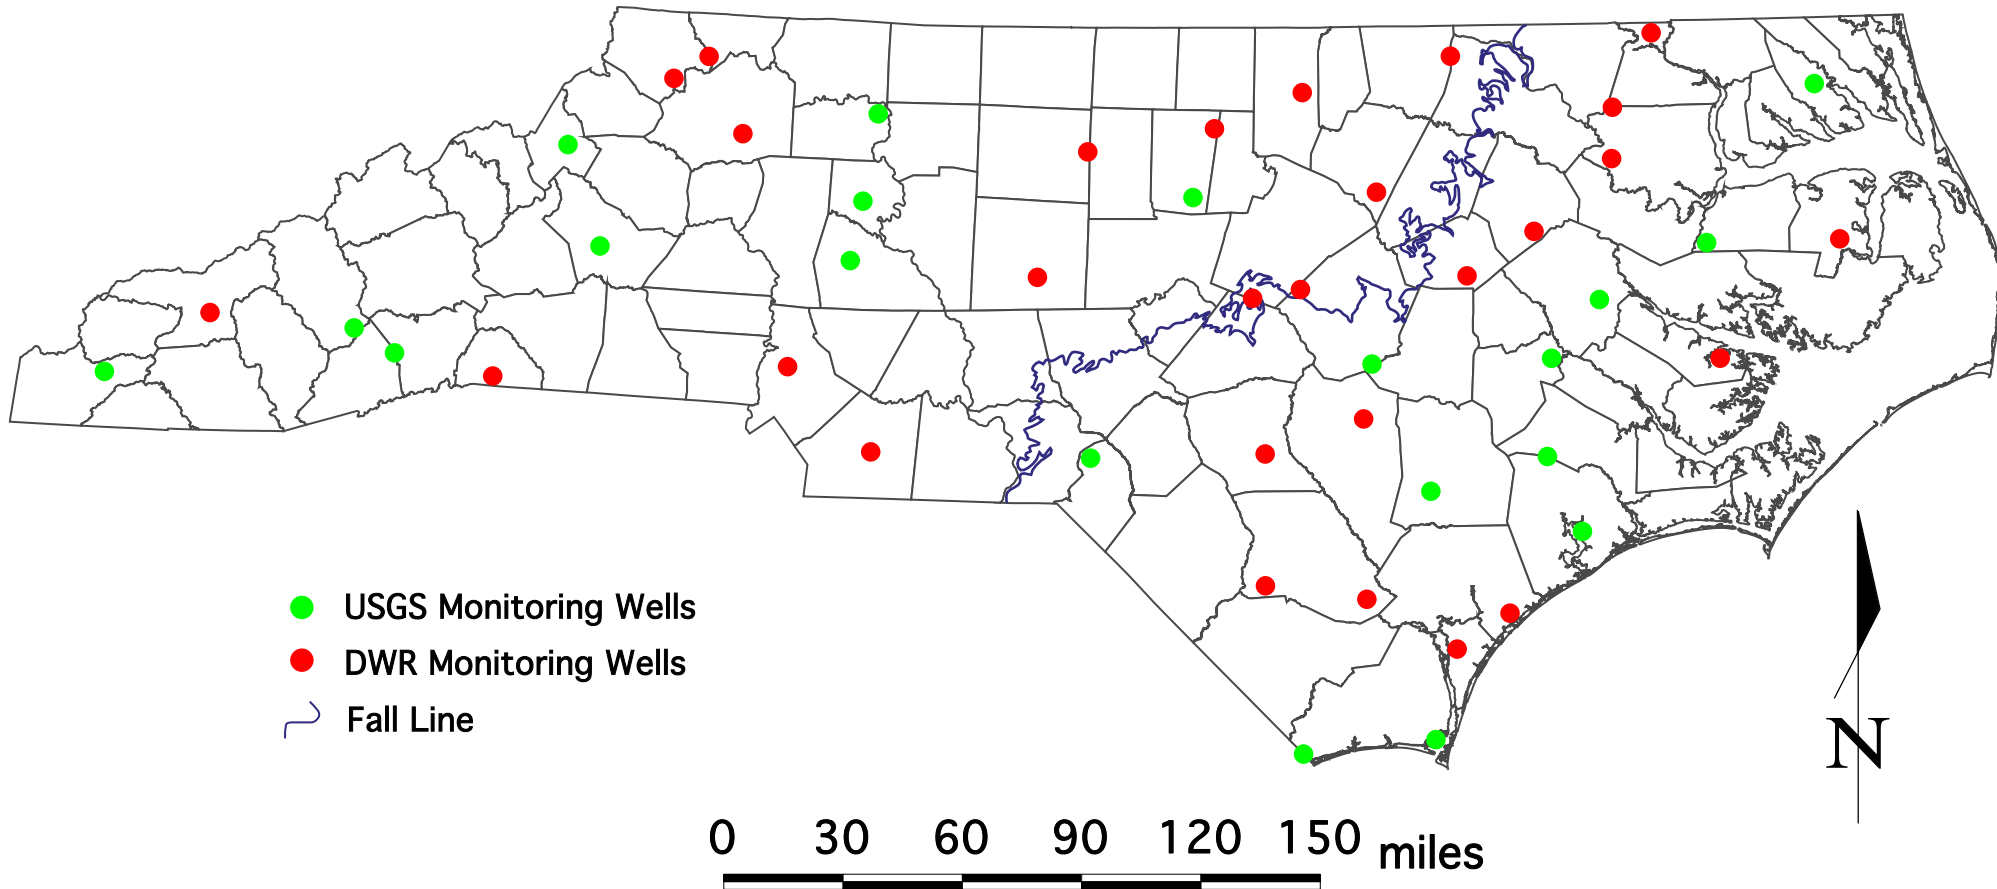 USGS Monitoring Wells
DWR Monitoring Wells
Fall Line
N
0 30 60 90 120 150 miles